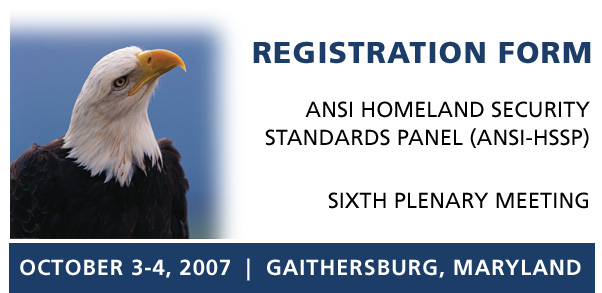 REGISTRATION FORM
ANSI HOMELAND SECURITY
STANDARDS PANEL (ANSI-HSSP)
SIXTH PLENARY MEETING
OCTOBER 3-4, 2007 | GAITHERSBURG, MARYLAND